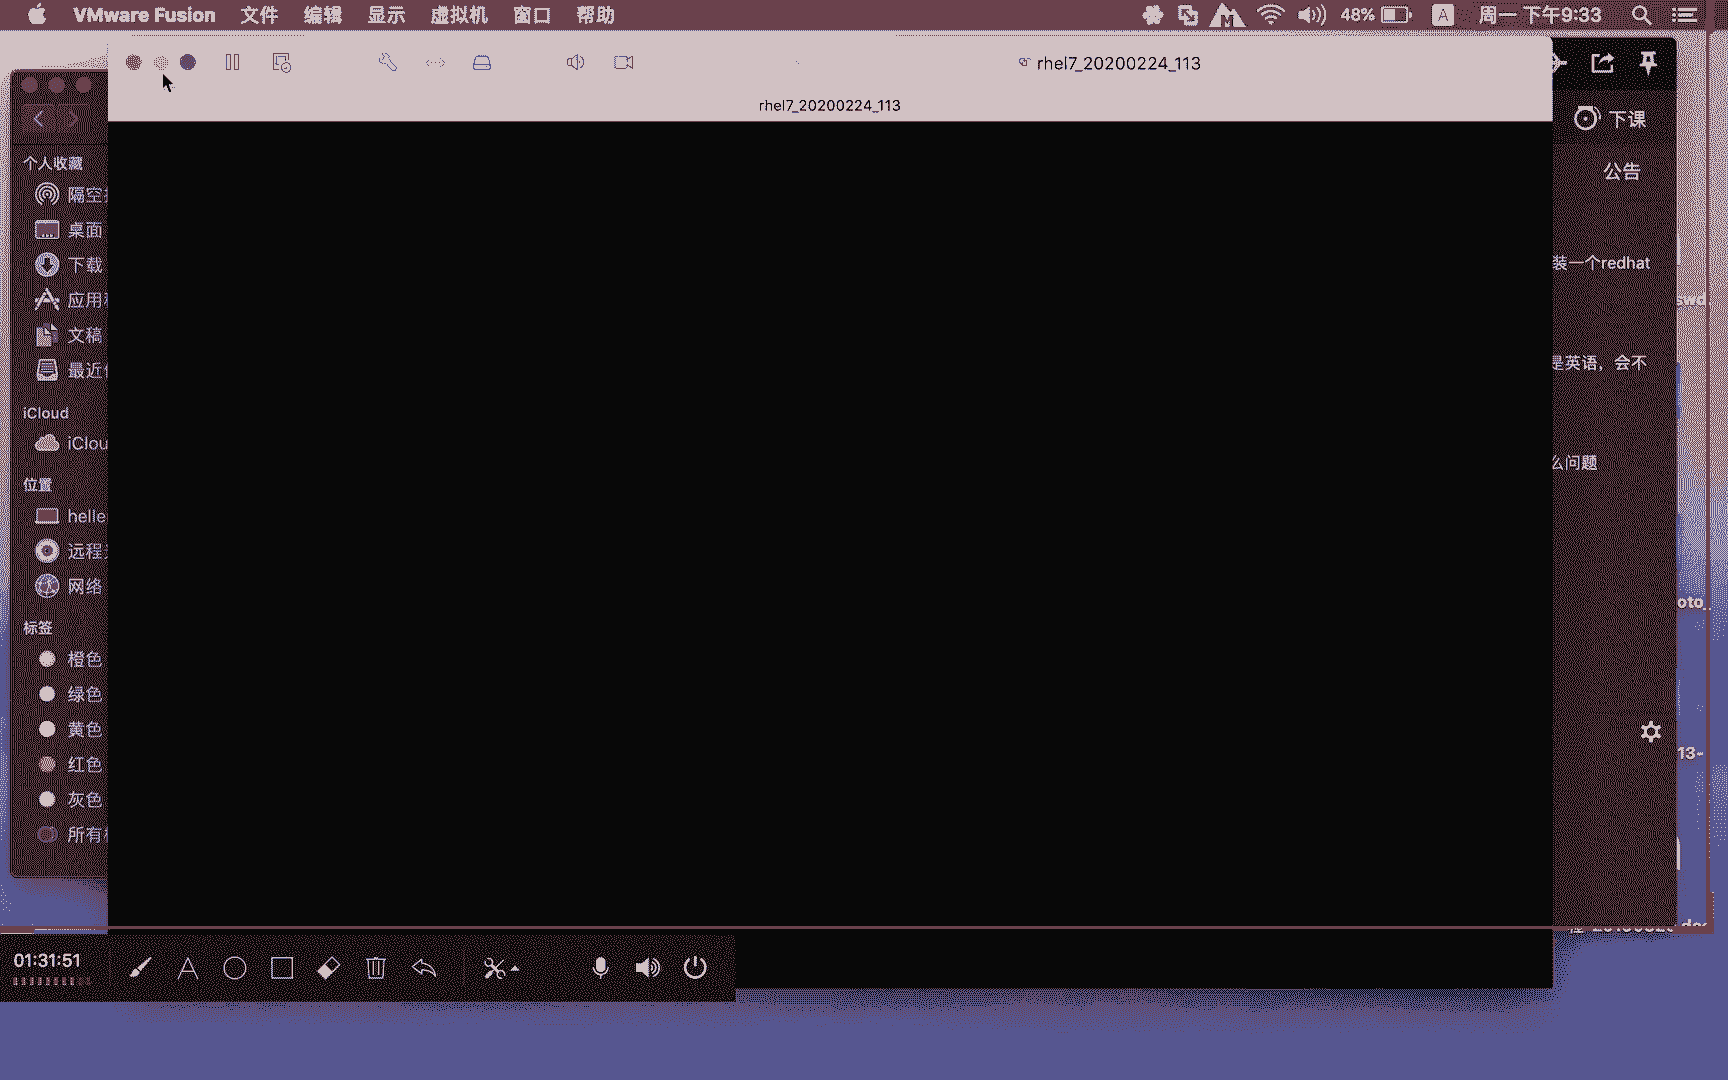 VMware Fusion 文件 编辑 显示 虚拟机 窗口 帮助 48% A 周一 下午9:33
rhel7_20200224_113
rhel7_20200224_113
下课
个人收藏
公告
隔空
桌面
下载
装一个redhat
应用
swd
文稿
是英语，会不
最近
iCloud
iClou
么问题
位置
helle
远程
网络
oto_
标签
橙色
绿色
黄色
13-
红色
灰色
所有
01:31:51